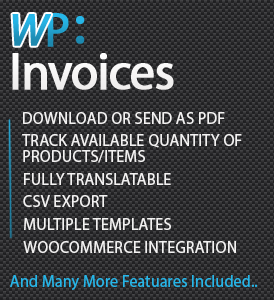 WP:
Invoices
DOWNLOAD OR SEND AS PDF
TRACK AVAILABLE QUANTITY OF
PRODUCTS/ITEMS
FULLY TRANSLATABLE
CSV EXPORT
MULTIPLE TEMPLATES
WOOCOMMERCE INTEGRATION
And Many More Featuares Included..